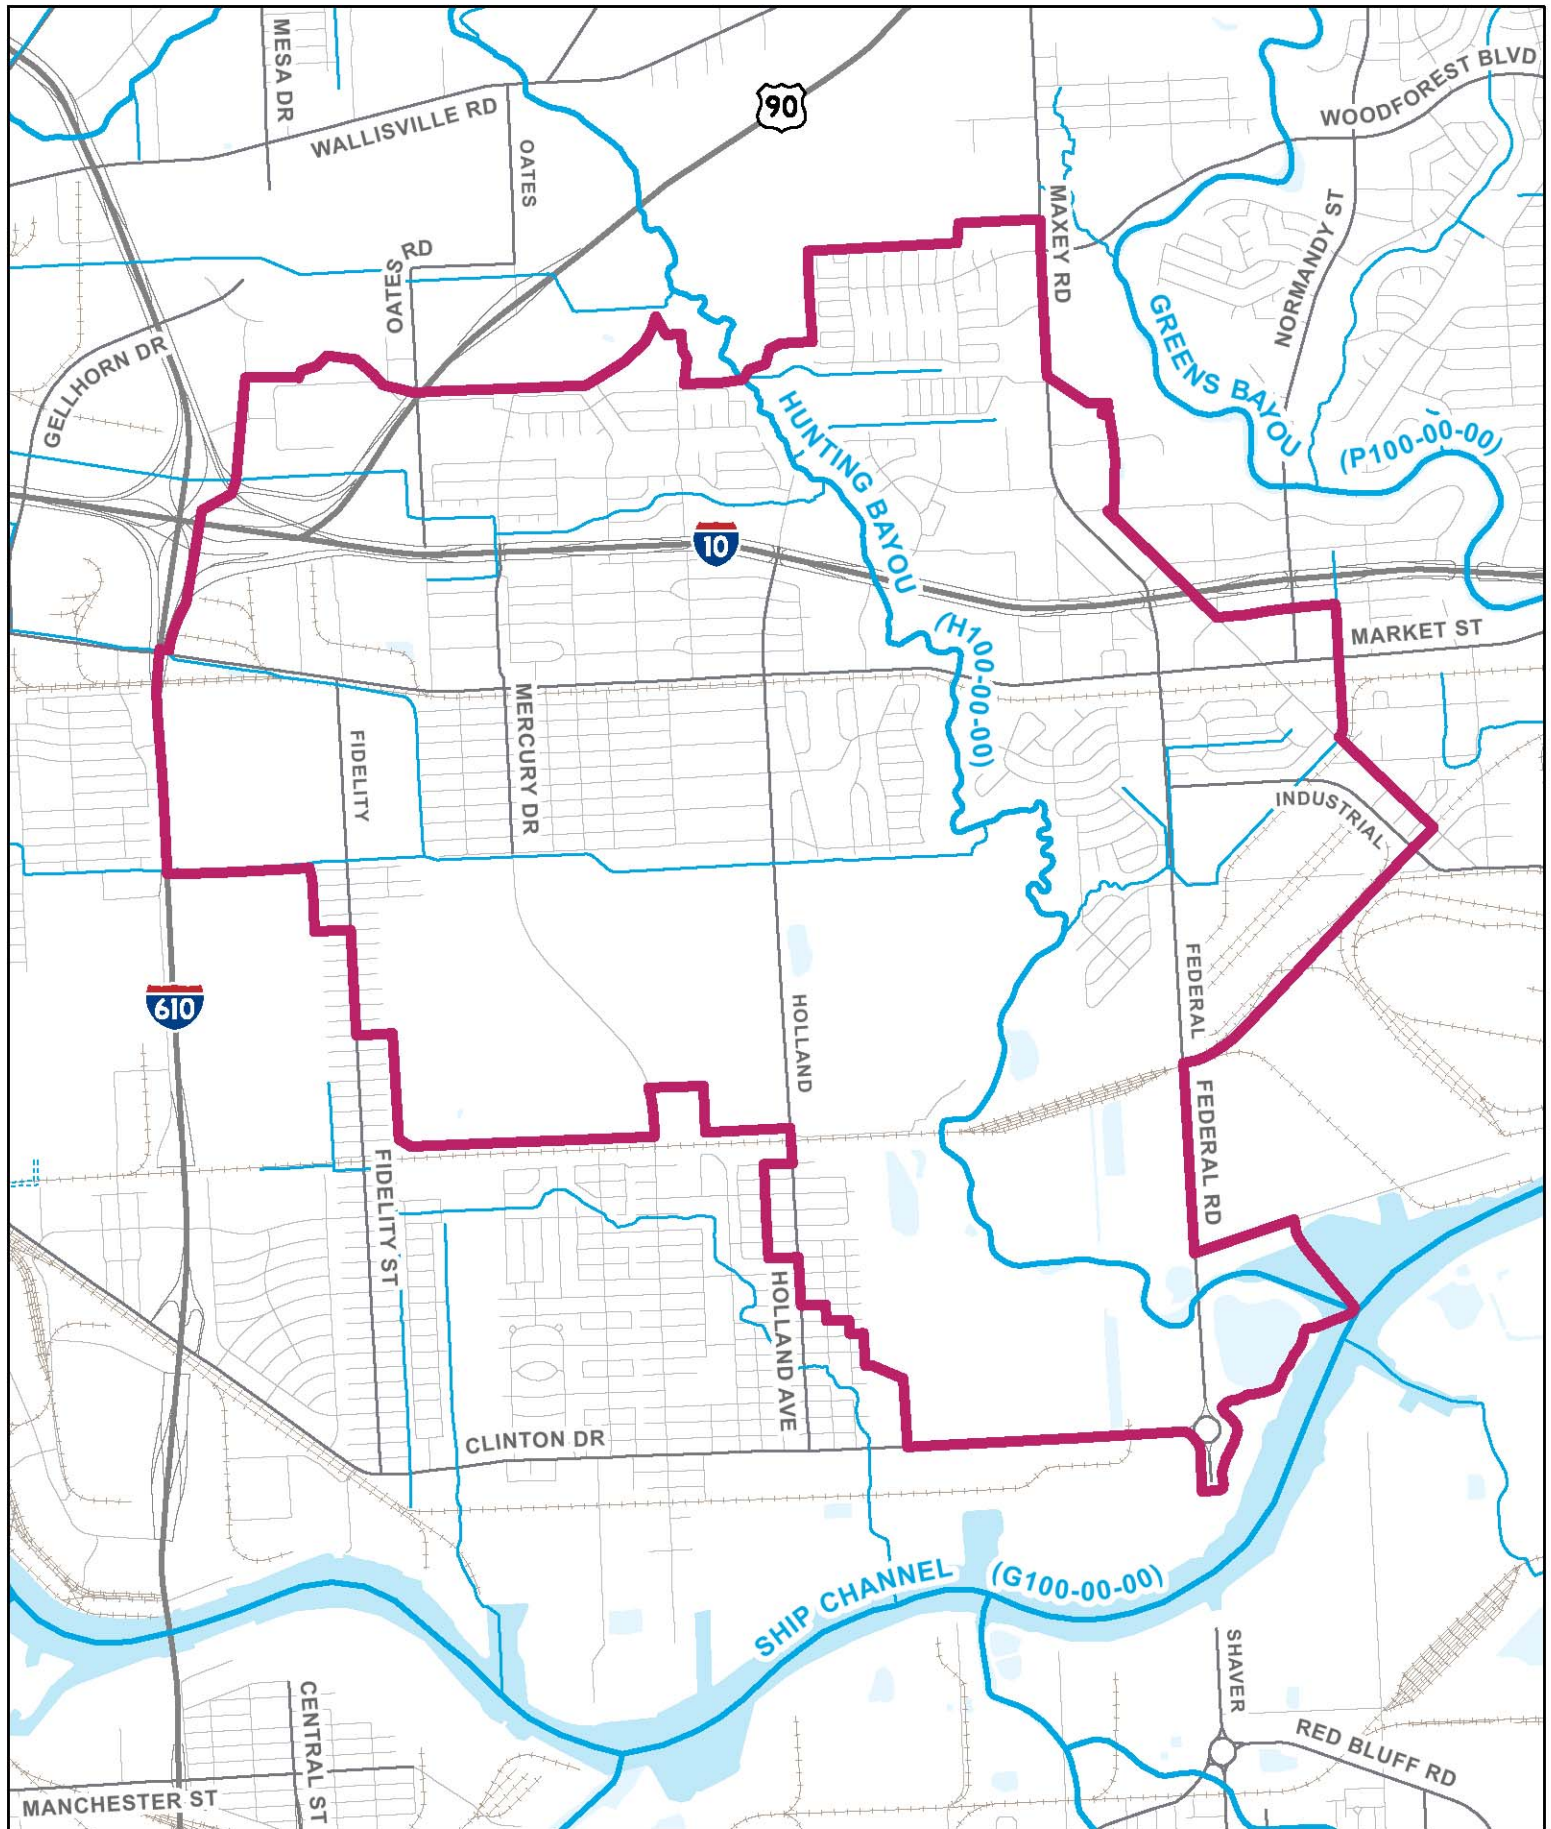 MESA DR
WALLISVILLE RD
90
OATES
WOODFOREST BLVD
MAXEY RD
NORMANDY ST
OATES
RD
GELLHORN DR
GREENS BAYOU
(P100-00-00)
HUNTING BAYOU
10
(H100-00-00)
MARKET ST
MERCURY DR
FIDELITY
INDUSTRIAL
FEDERAL
610
HOLLAND
FEDERAL RD
FIDELITY ST
HOLLAND AVE
CLINTON DR
SHIP CHANNEL
(G100-00-00)
SHAVER
CENTRAL ST
RED BLUFF RD
MANCHESTER ST